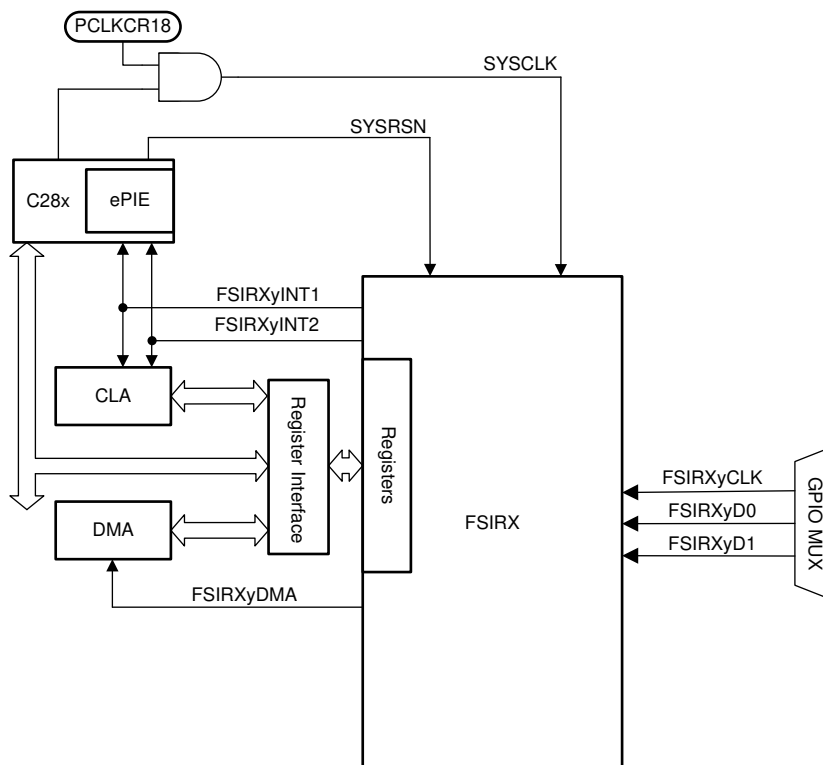 PCLKCR18
SYSCLK
SYSRSN
C28x
ePIE
FSIRXyINT1
FSIRXyINT2
CLA
Register Interface
Registers
FSIRXyCLK
FSIRXyD0
FSIRX
FSIRXyD1
GPIO MUX
DMA
FSIRXyDMA